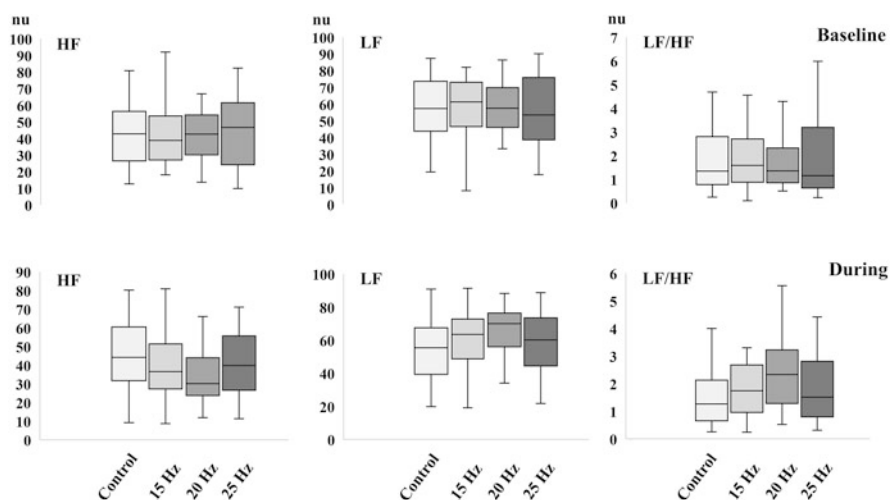 nu nu nu
HF LF LF/HF Baseline
100 100 7
90 90 6
80 80 5
70 70 4
60 60 3
50 50 2
40 40 1
30 30 0
20 20
10 10
0 0
HF LF LF/HF During
90 100 6
80 80 5
70 60 4
60 40 3
50 20 2
40 0 1
30 0
20
10
0
Control 15 Hz 20 Hz 25 Hz
Control 15 Hz 20 Hz 25 Hz
Control 15 Hz 20 Hz 25 Hz